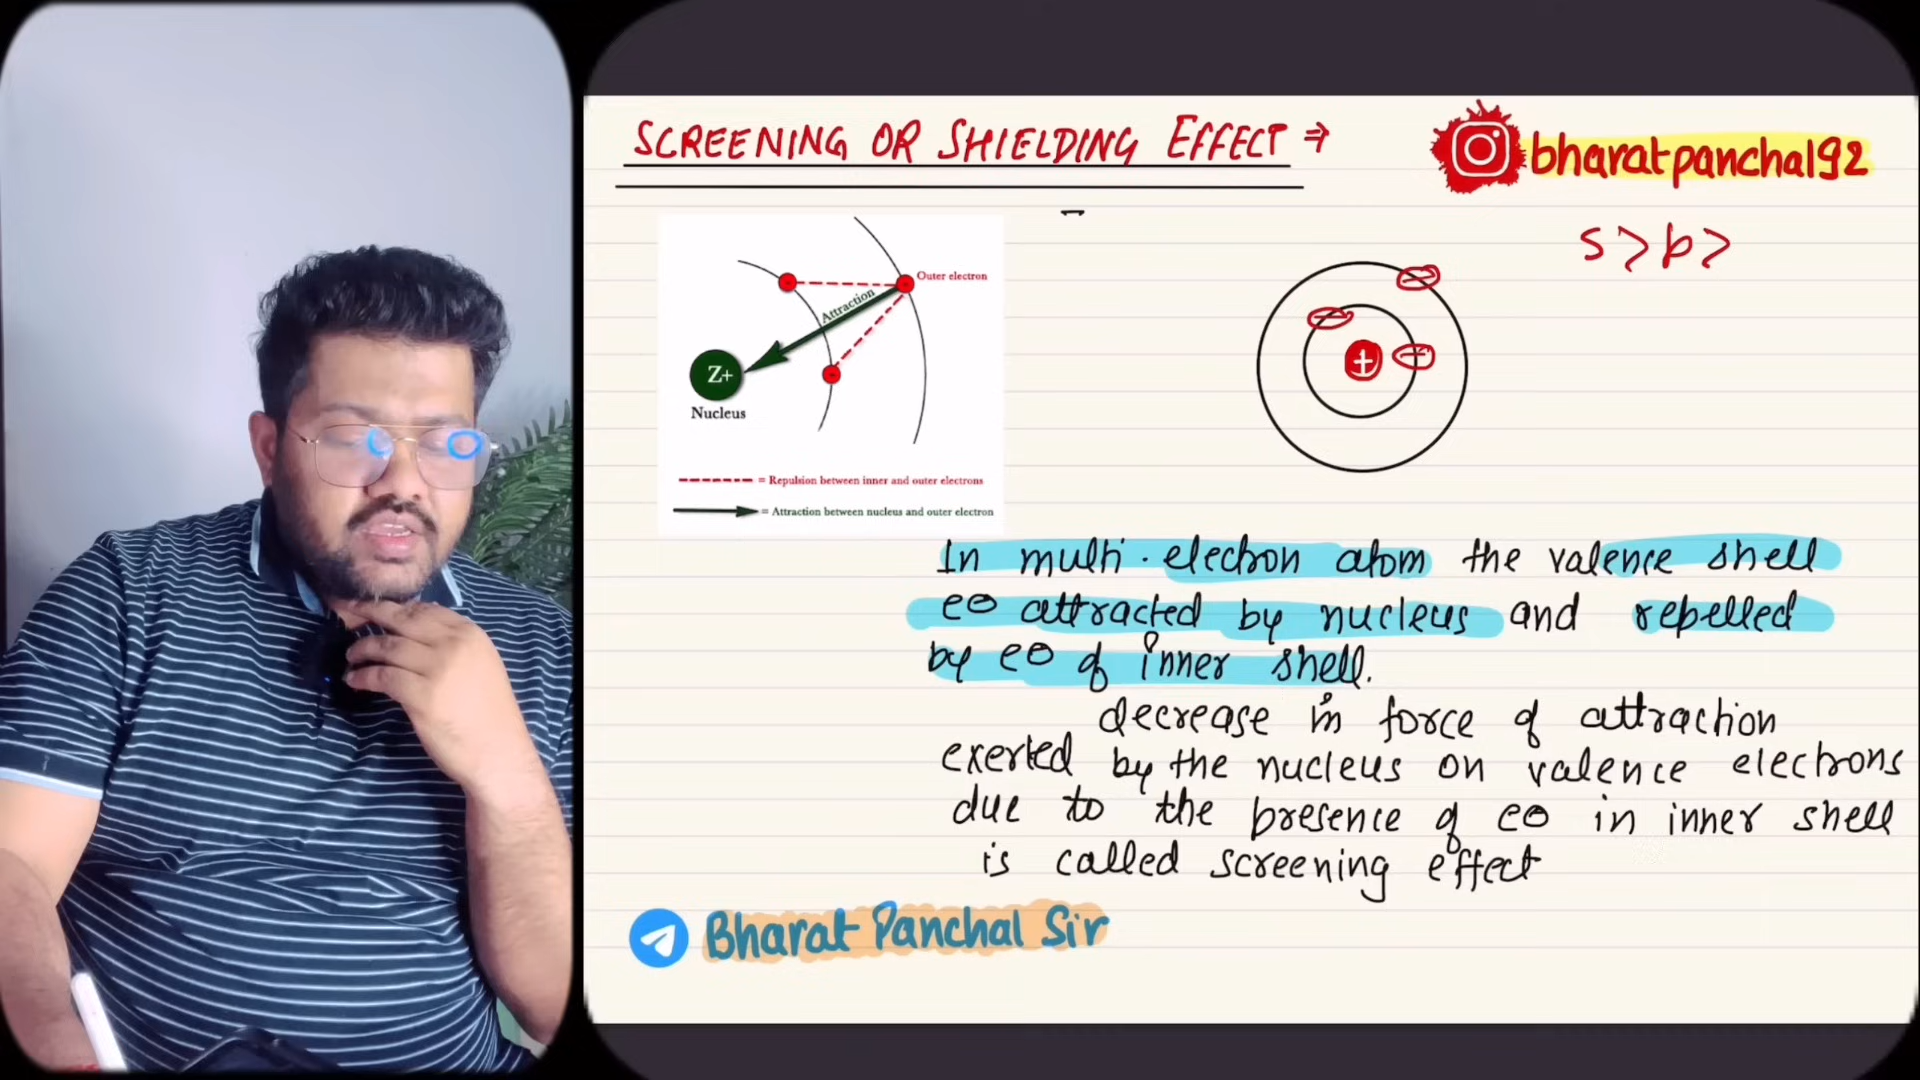 SCREENING OR SHIELDING EFFECT ⇒
bharatpanchal92
s > p >
Outer electron
Attraction
Z+
Nucleus
= Repulsion between inner and outer electrons
= Attraction between nucleus and outer electron
+
In multi-electron atom the valence shell
e⊖ attracted by nucleus and repelled
by e⊖ of inner shell.
decrease in force of attraction
exerted by the nucleus on valence electrons
due to the presence of e⊖ in inner shell
is called screening effect
Bharat Panchal Sir